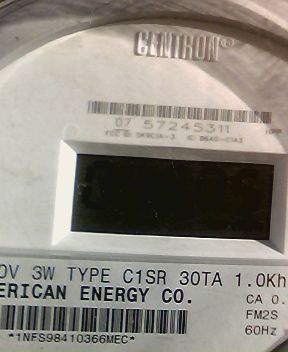 CENTRON®
07 57245311
0V 3W TYPE C1SR 30TA 1.0Kh
ERICAN ENERGY CO.
CA 0.
FM2S
60Hz
*1NFS98410366MEC*